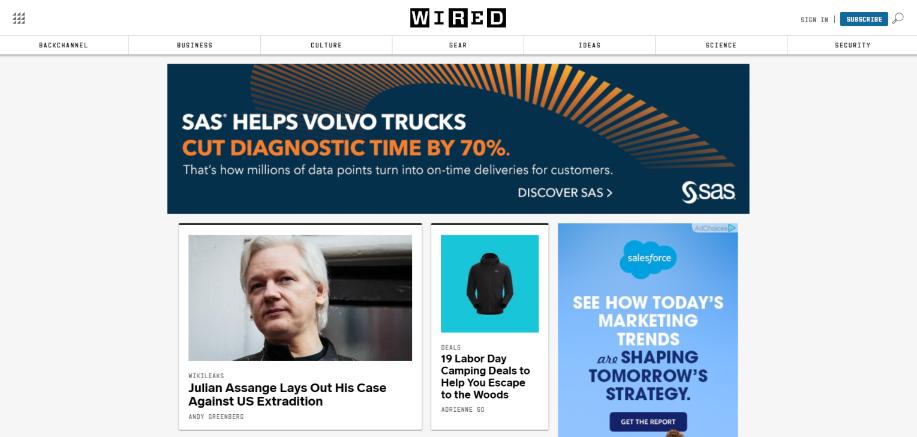 WIRED
SIGN IN | SUBSCRIBE
BACKCHANNEL BUSINESS CULTURE GEAR IDEAS SCIENCE SECURITY
SAS® HELPS VOLVO TRUCKS
CUT DIAGNOSTIC TIME BY 70%.
That's how millions of data points turn into on-time deliveries for customers.
DISCOVER SAS >
sas
WIKILEAKS
Julian Assange Lays Out His Case
Against US Extradition
ANDY GREENBERG
DEALS
19 Labor Day
Camping Deals to
Help You Escape
to the Woods
ADRIENNE SO
AdChoices
salesforce
SEE HOW TODAY'S
MARKETING
TRENDS
are SHAPING
TOMORROW'S
STRATEGY.
GET THE REPORT